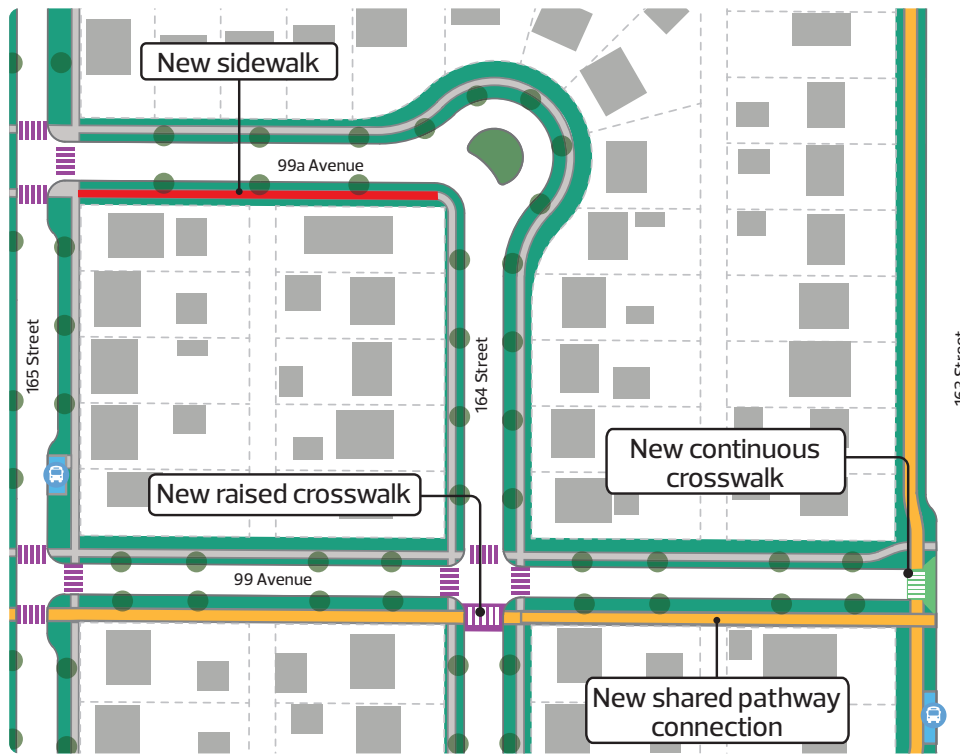 New sidewalk
99a Avenue
165 Street
164 Street
New continuous
crosswalk
New raised crosswalk
99 Avenue
New shared pathway
connection